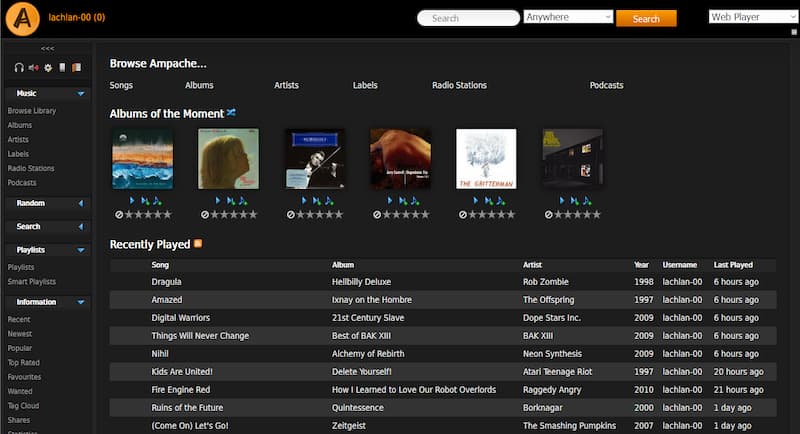 lachlan-00 (0)
Search
Anywhere
Search
Web Player
<<<
Music
Browse Library
Albums
Artists
Labels
Radio Stations
Podcasts
Random
Search
Playlists
Playlists
Smart Playlists
Information
Recent
Newest
Popular
Top Rated
Favourites
Wanted
Tag Cloud
Shares
Statistics
Browse Ampache...
Songs Albums Artists Labels Radio Stations Podcasts
Albums of the Moment
THE GRITTERMAN
Recently Played
Song Album Artist Year Username Last Played
Dragula Hellbilly Deluxe Rob Zombie 1998 lachlan-00 6 hours ago
Amazed Ixnay on the Hombre The Offspring 1997 lachlan-00 6 hours ago
Digital Warriors 21st Century Slave Dope Stars Inc. 2009 lachlan-00 6 hours ago
Things Will Never Change Best of BAK XIII BAK XIII 2009 lachlan-00 6 hours ago
Nihil Alchemy of Rebirth Neon Synthesis 2009 lachlan-00 6 hours ago
Kids Are United! Delete Yourself! Atari Teenage Riot 1997 lachlan-00 20 hours ago
Fire Engine Red How I Learned to Love Our Robot Overlords Raggedy Angry 2010 lachlan-00 21 hours ago
Ruins of the Future Quintessence Borknagar 2000 lachlan-00 1 day ago
(Come On) Let's Go! Zeitgeist The Smashing Pumpkins 2007 lachlan-00 1 day ago